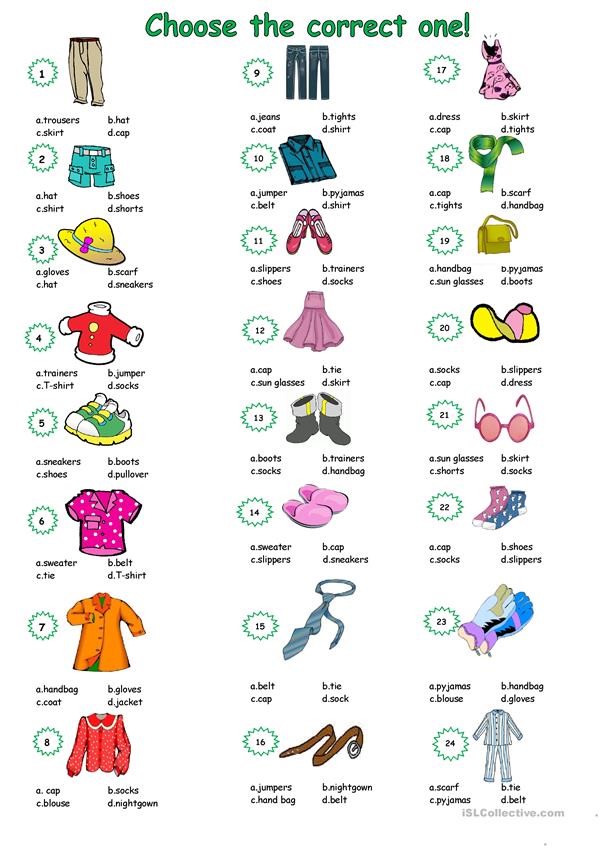 Choose the correct one!
1
a.trousers b.hat
c.skirt d.cap
2
a.hat b.shoes
c.shirt d.shorts
3
a.gloves b.scarf
c.hat d.sneakers
4
a.trainers b.jumper
c.T-shirt d.socks
5
a.sneakers b.boots
c.shoes d.pullover
6
a.sweater b.belt
c.tie d.T-shirt
7
a.handbag b.gloves
c.coat d.jacket
8
a. cap b.socks
c.blouse d.nightgown
9
a.jeans b.tights
c.coat d.shirt
10
a.jumper b.pyjamas
c.belt d.shirt
11
a.slippers b.trainers
c.shoes d.socks
12
a.cap b.tie
c.sun glasses d.skirt
13
a.boots b.trainers
c.socks d.handbag
14
a.sweater b.cap
c.slippers d.sneakers
15
a.belt b.tie
c.cap d.sock
16
a.jumpers b.nightgown
c.hand bag d.belt
17
a.dress b.skirt
c.cap d.tights
18
a.cap b.scarf
c.tights d.handbag
19
a.handbag b.pyjamas
c.sun glasses d.boots
20
a.socks b.slippers
c.cap d.dress
21
a.sun glasses b.skirt
c.shorts d.socks
22
a.cap b.shoes
c.socks d.slippers
23
a.pyjamas b.handbag
c.blouse d.gloves
24
a.scarf b.tie
c.pyjamas d.belt
iSLCollective.com